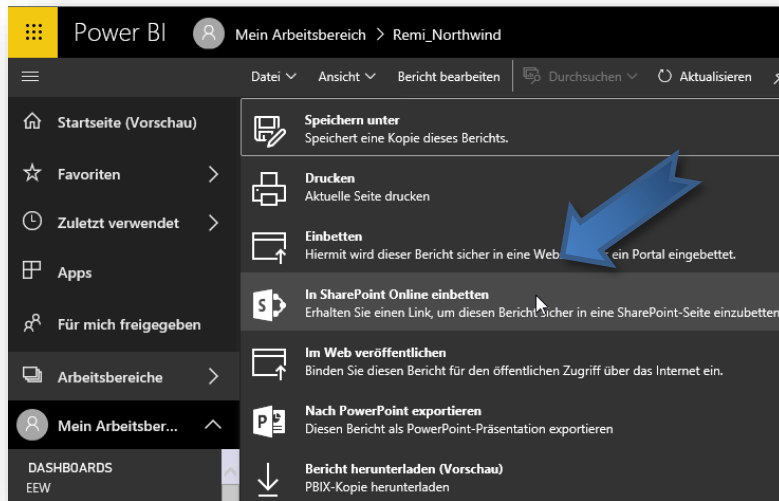 Power BI
Mein Arbeitsbereich > Remi_Northwind
Datei Ansicht Bericht bearbeiten Durchsuchen Aktualisieren
Startseite (Vorschau)
Favoriten
Zuletzt verwendet
Apps
Für mich freigegeben
Arbeitsbereiche
Mein Arbeitsber...
DASHBOARDS
EEW
Speichern unter
Speichert eine Kopie dieses Berichts.
Drucken
Aktuelle Seite drucken
Einbetten
Hiermit wird dieser Bericht sicher in eine ein Portal eingebettet.
In SharePoint Online einbetten
Erhalten Sie einen Link, um diesen Bericht sicher in eine SharePoint-Seite einzubetten
Im Web veröffentlichen
Binden Sie diesen Bericht für den öffentlichen Zugriff über das Internet ein.
Nach PowerPoint exportieren
Diesen Bericht als PowerPoint-Präsentation exportieren
Bericht herunterladen (Vorschau)
PBIX-Kopie herunterladen